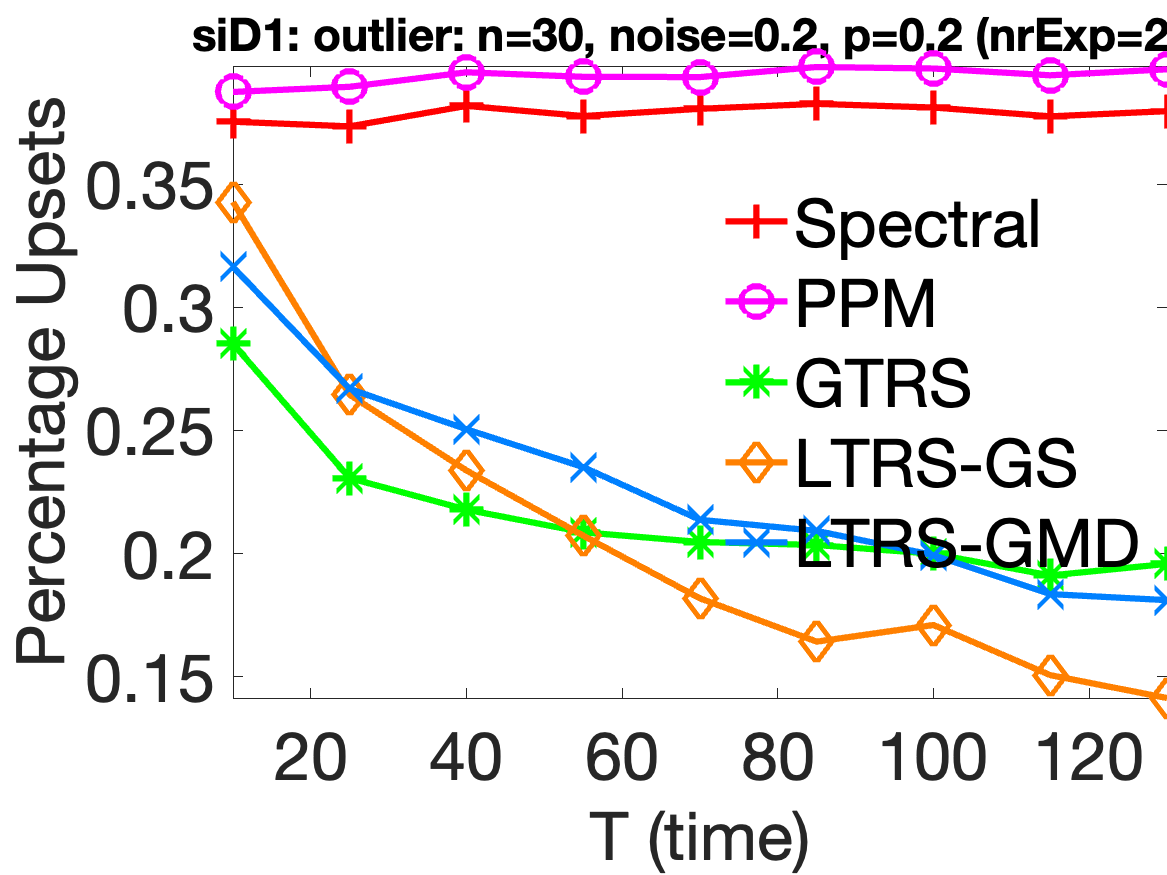 siD1: outlier: n=30, noise=0.2, p=0.2 (nrExp=2
Percentage Upsets
0.35
0.3
0.25
0.2
0.15
Spectral
PPM
GTRS
LTRS-GS
LTRS-GMD
20 40 60 80 100 120
T (time)